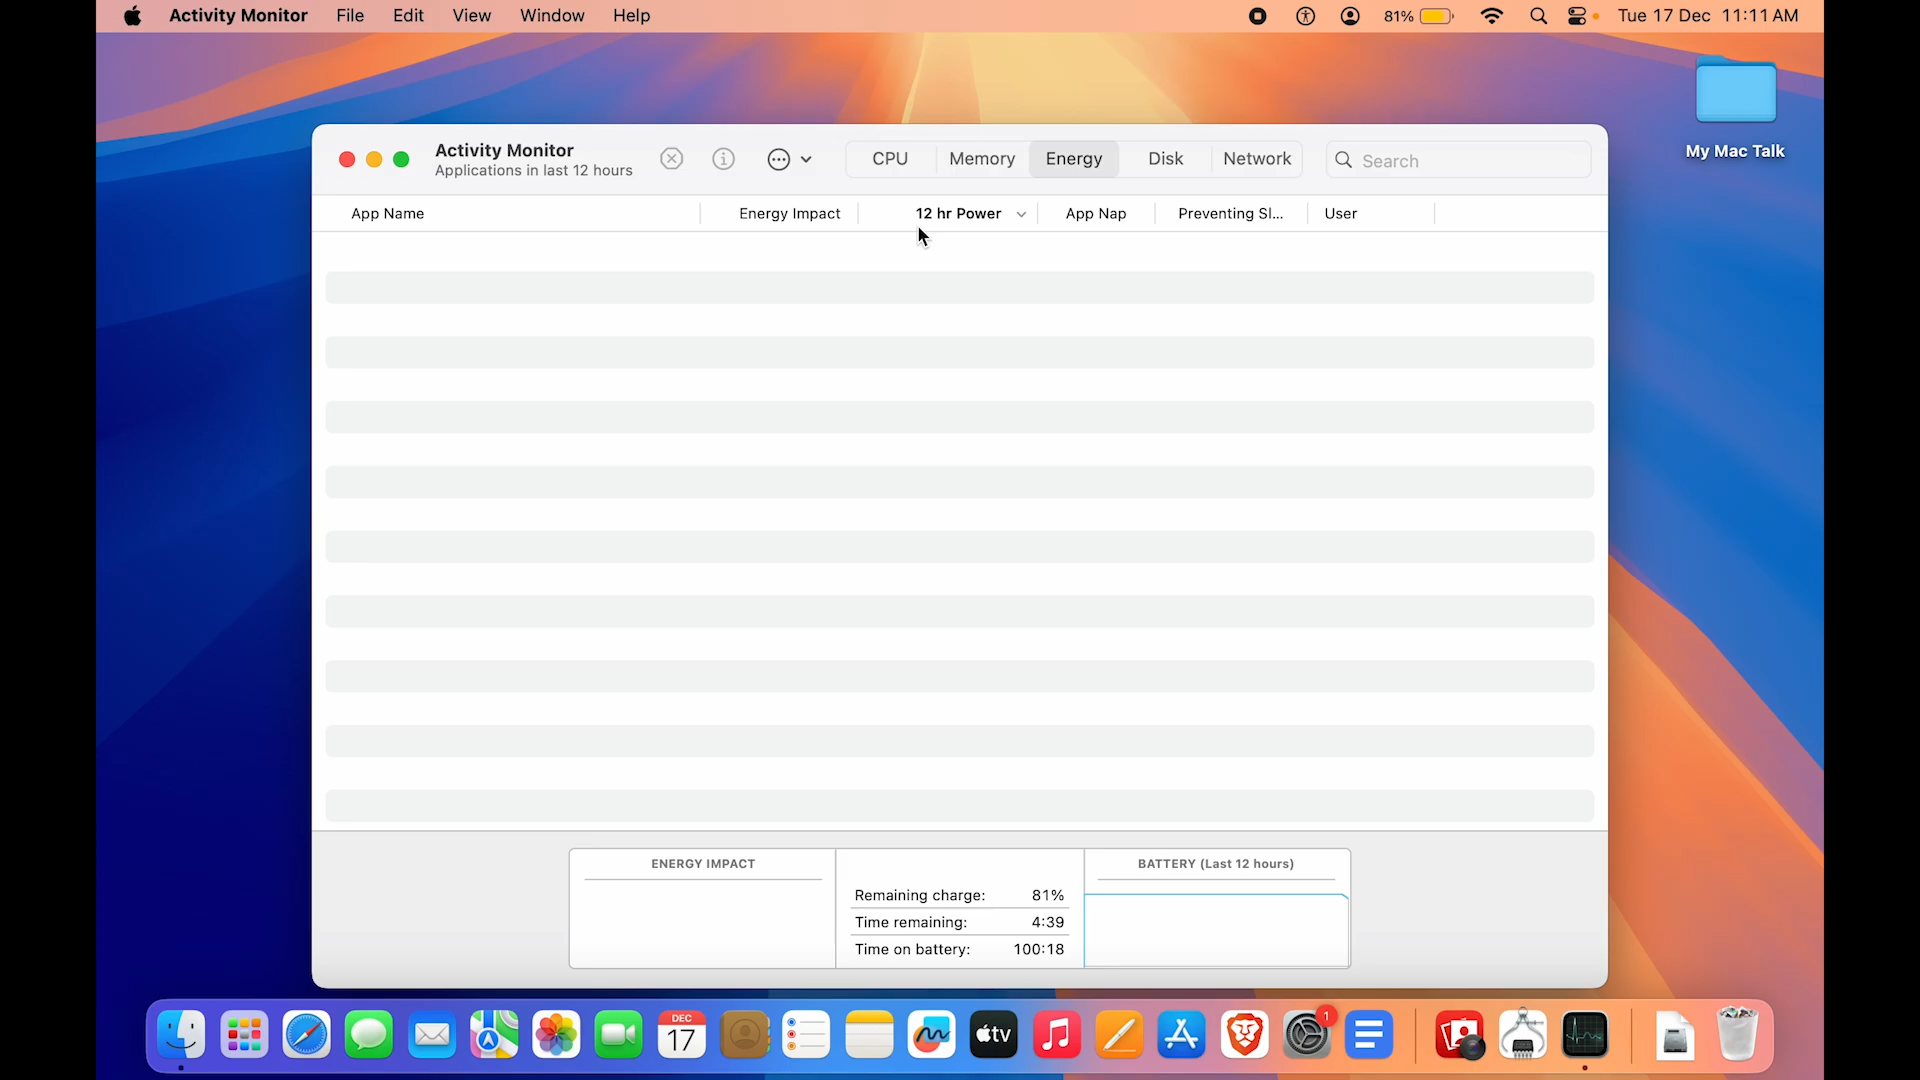 Activity Monitor File Edit View Window Help 81% Tue 17 Dec 11:11 AM
My Mac Talk
Activity Monitor
Applications in last 12 hours
CPU Memory Energy Disk Network Search
App Name Energy Impact 12 hr Power App Nap Preventing Sl... User
ENERGY IMPACT BATTERY (Last 12 hours)
Remaining charge: 81%
Time remaining: 4:39
Time on battery: 100:18
DEC
17
tv
1